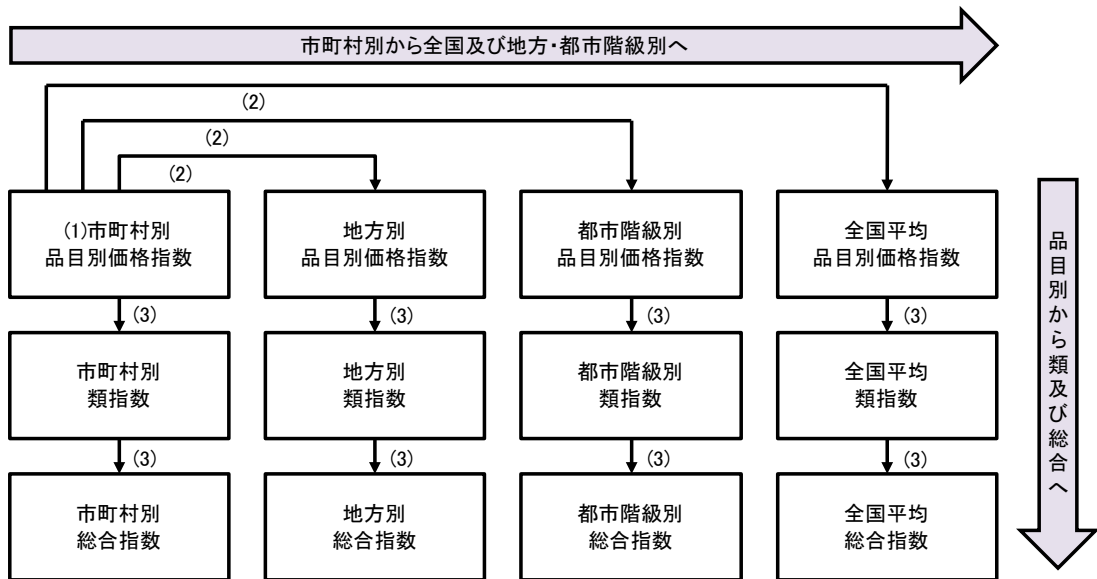 市町村別から全国及び地方・都市階級別へ
(2)
(2)
(2)
(1)市町村別
品目別価格指数
地方別
品目別価格指数
都市階級別
品目別価格指数
全国平均
品目別価格指数
(3)
(3)
(3)
(3)
市町村別
類指数
地方別
類指数
都市階級別
類指数
全国平均
類指数
(3)
(3)
(3)
(3)
市町村別
総合指数
地方別
総合指数
都市階級別
総合指数
全国平均
総合指数
品目別から類及び総合へ